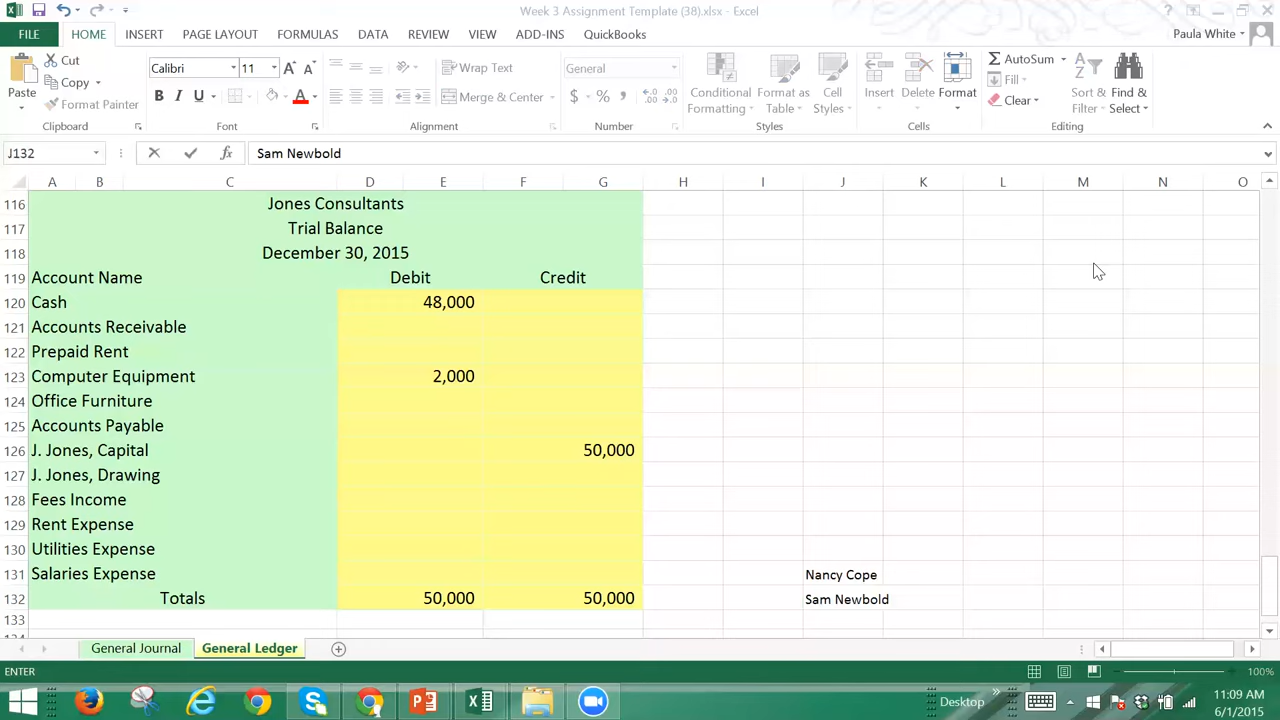 Week 3 Assignment Template (38).xlsx - Excel
FILE HOME INSERT PAGE LAYOUT FORMULAS DATA REVIEW VIEW ADD-INS QuickBooks Paula White
Paste Cut Copy Format Painter Clipboard
Calibri 11 B I U A A A Font
Wrap Text Merge & Center Alignment
General $ % , .00 .0 Number
Conditional Formatting Format as Table Cell Styles Styles
Insert Delete Format Cells
AutoSum Fill Clear Sort & Filter Find & Select Editing
J132 fx Sam Newbold
A B C D E F G H I J K L M N O
116 Jones Consultants
117 Trial Balance
118 December 30, 2015
119 Account Name Debit Credit
120 Cash 48,000
121 Accounts Receivable
122 Prepaid Rent
123 Computer Equipment 2,000
124 Office Furniture
125 Accounts Payable
126 J. Jones, Capital 50,000
127 J. Jones, Drawing
128 Fees Income
129 Rent Expense
130 Utilities Expense
131 Salaries Expense Nancy Cope
132 Totals 50,000 50,000 Sam Newbold
133
General Journal General Ledger
ENTER 100%
Desktop 11:09 AM
6/1/2015